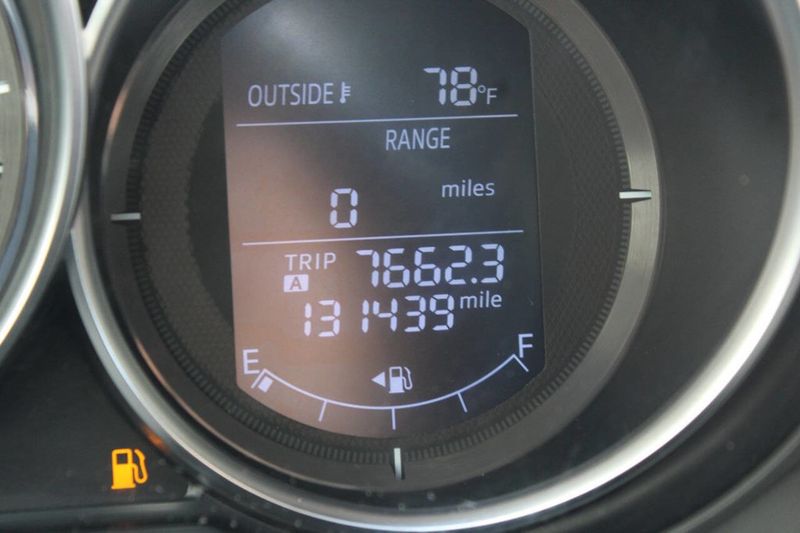 OUTSIDE 78°F
RANGE
0 miles
TRIP A 7662.3
131439 mile
E F